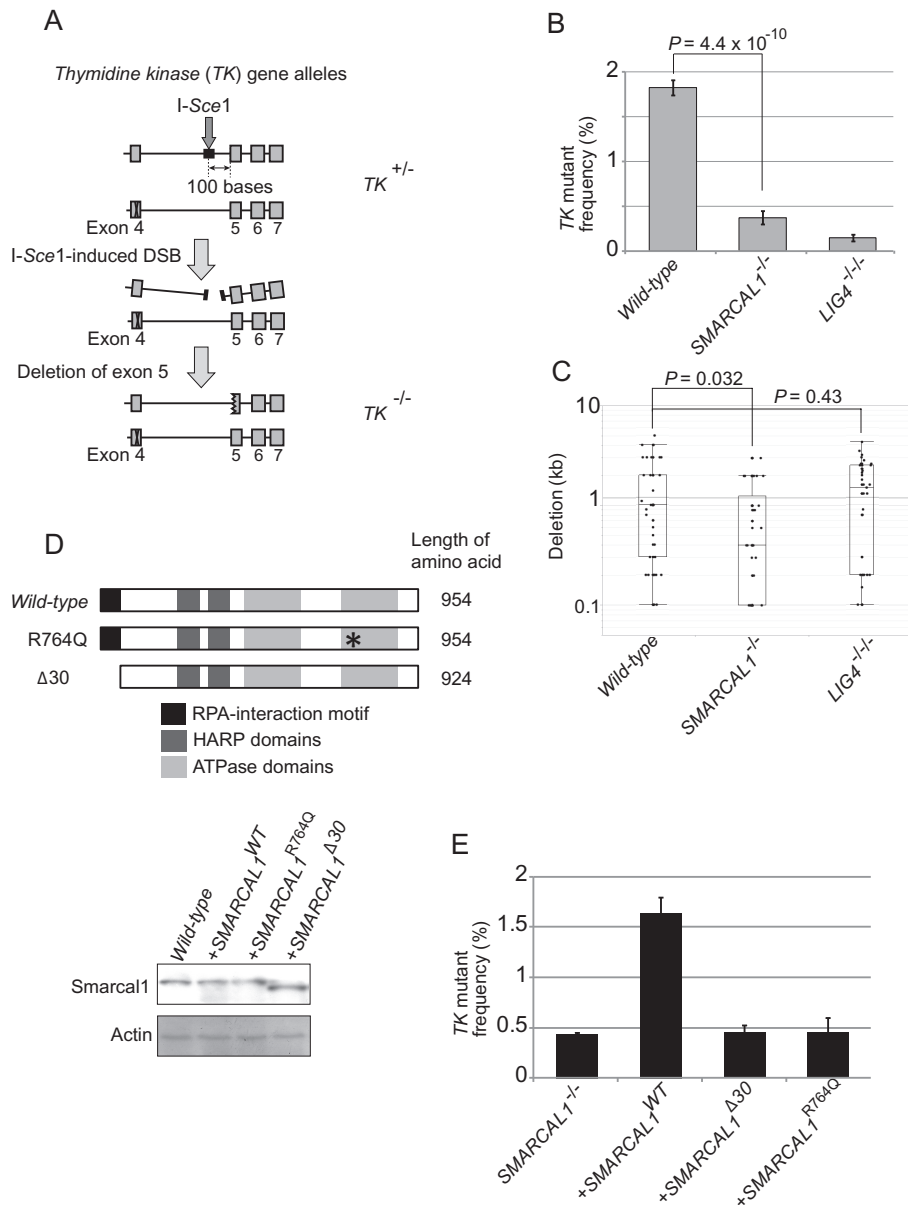 A
Thymidine kinase (TK) gene alleles
I-Sce1
100 bases
TK +/-
Exon 4 5 6 7
I-Sce1-induced DSB
Exon 4 5 6 7
Deletion of exon 5
TK -/-
Exon 4 5 6 7
B
P = 4.4 x 10-10
TK mutant
frequency (%)
2
1
0
Wild-type
SMARCAL1-/-
LIG4-/-/-
C
P = 0.032
P = 0.43
Deletion (kb)
10
1
0.1
Wild-type
SMARCAL1-/-
LIG4-/-/-
D
Length of
amino acid
Wild-type 954
R764Q * 954
Δ30 924
RPA-interaction motif
HARP domains
ATPase domains
Wild-type
+SMARCAL1WT
+SMARCAL1R764Q
+SMARCAL1Δ30
Smarcal1
Actin
E
TK mutant
frequency (%)
2
1.5
1
0.5
0
SMARCAL1-/-
+SMARCAL1WT
+SMARCAL1Δ30
+SMARCAL1R764Q